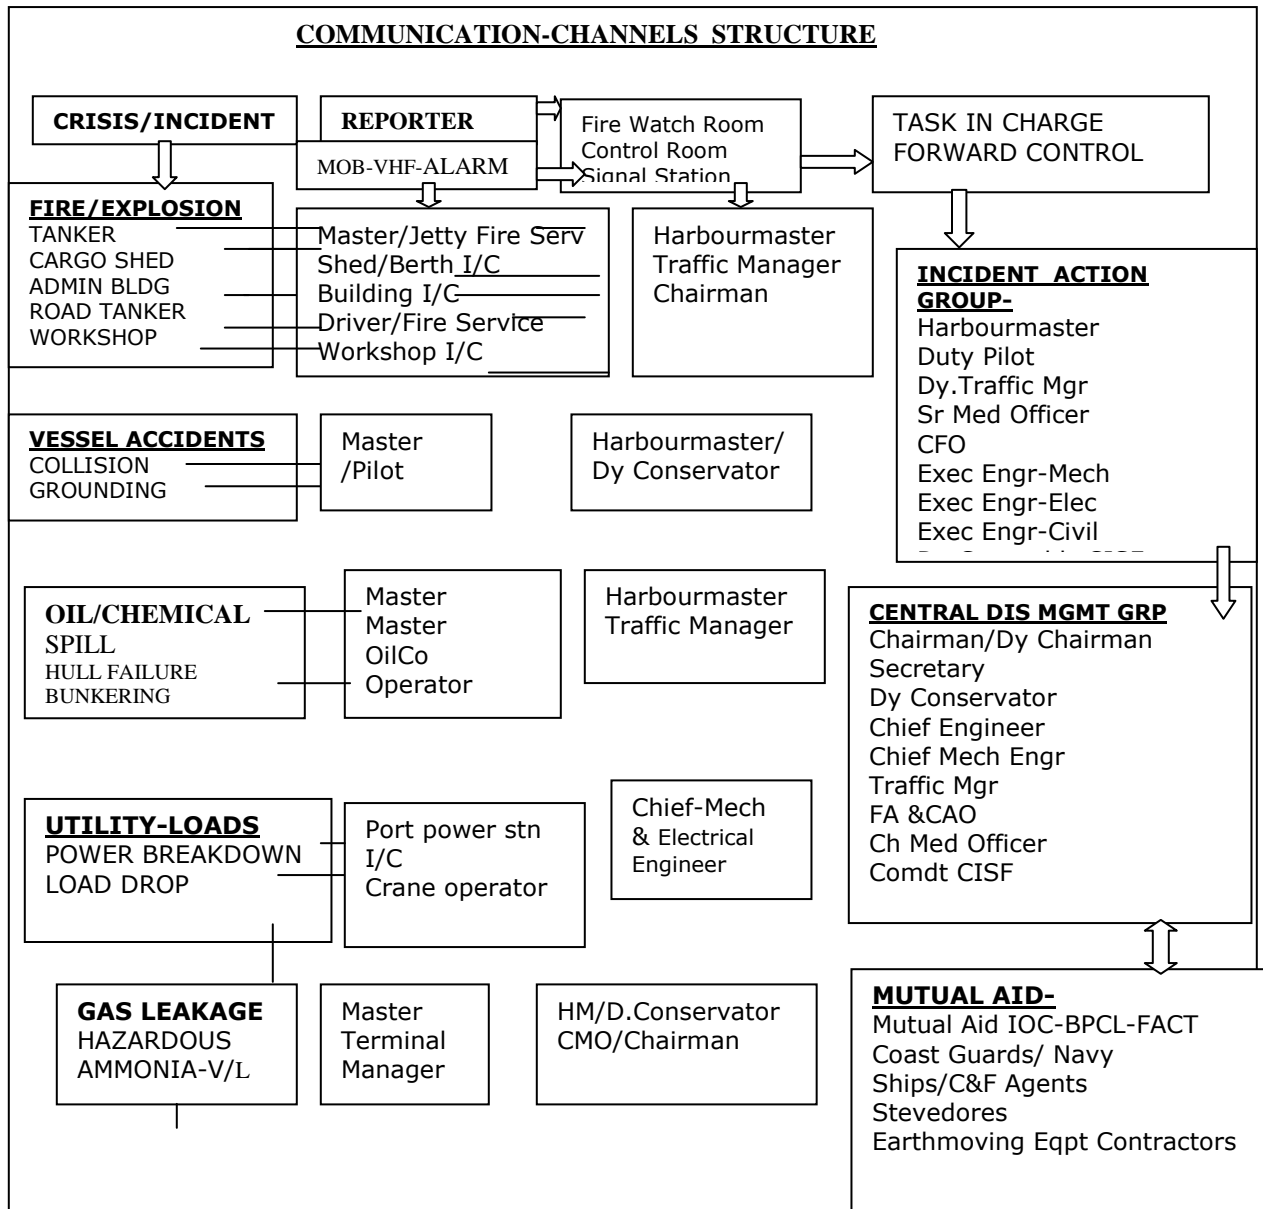 COMMUNICATION-CHANNELS STRUCTURE
CRISIS/INCIDENT
REPORTER
MOB-VHF-ALARM
Fire Watch Room
Control Room
Signal Station
TASK IN CHARGE
FORWARD CONTROL
FIRE/EXPLOSION
TANKER
CARGO SHED
ADMIN BLDG
ROAD TANKER
WORKSHOP
Master/Jetty Fire Serv
Shed/Berth I/C
Building I/C
Driver/Fire Service
Workshop I/C
Harbourmaster
Traffic Manager
Chairman
INCIDENT ACTION
GROUP-
Harbourmaster
Duty Pilot
Dy.Traffic Mgr
Sr Med Officer
CFO
Exec Engr-Mech
Exec Engr-Elec
Exec Engr-Civil
VESSEL ACCIDENTS
COLLISION
GROUNDING
Master
/Pilot
Harbourmaster/
Dy Conservator
OIL/CHEMICAL
SPILL
HULL FAILURE
BUNKERING
Master
Master
OilCo
Operator
Harbourmaster
Traffic Manager
CENTRAL DIS MGMT GRP
Chairman/Dy Chairman
Secretary
Dy Conservator
Chief Engineer
Chief Mech Engr
Traffic Mgr
FA &CAO
Ch Med Officer
Comdt CISF
UTILITY-LOADS
POWER BREAKDOWN
LOAD DROP
Port power stn
I/C
Crane operator
Chief-Mech
& Electrical
Engineer
GAS LEAKAGE
HAZARDOUS
AMMONIA-V/L
Master
Terminal
Manager
HM/D.Conservator
CMO/Chairman
MUTUAL AID-
Mutual Aid IOC-BPCL-FACT
Coast Guards/ Navy
Ships/C&F Agents
Stevedores
Earthmoving Eqpt Contractors